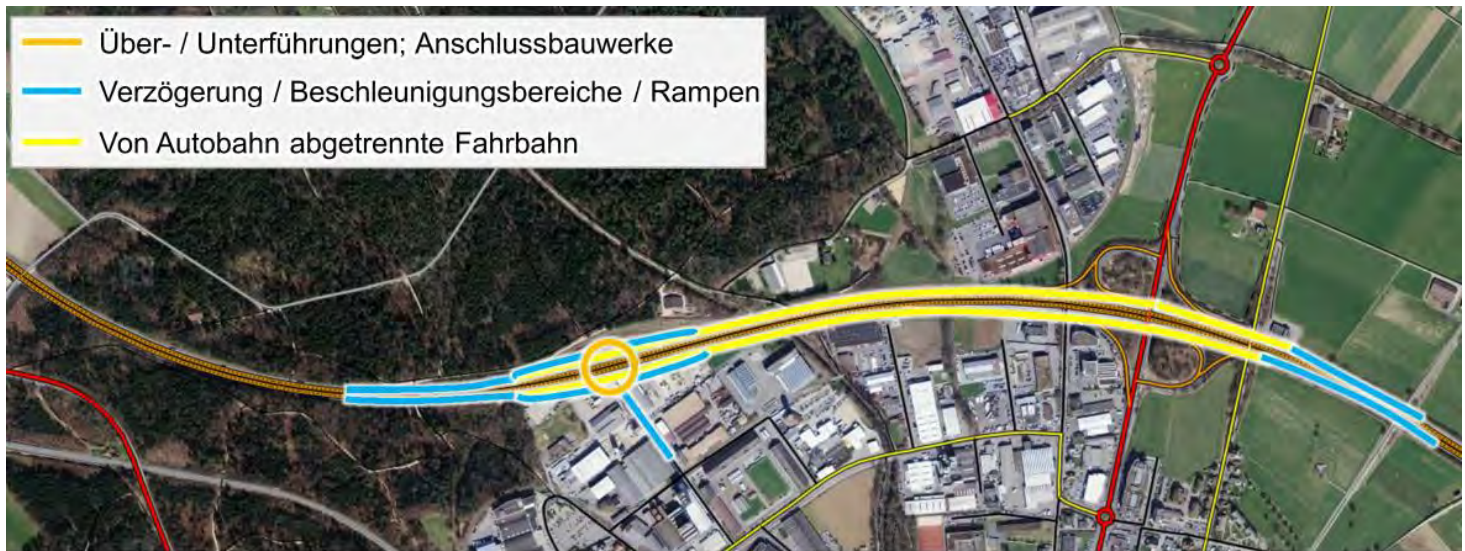 Über- / Unterführungen; Anschlussbauwerke
Verzögerung / Beschleunigungsbereiche / Rampen
Von Autobahn abgetrennte Fahrbahn